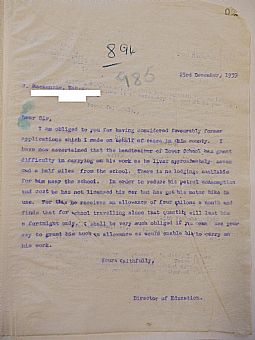 8 GL
986
23rd December, 1939
Dear Sir,
I am obliged to you for having considered favourably former
applications which I made on behalf of cases in this county. I
have now ascertained that the Headmaster of Tower School has great
difficulty in carrying on his work as he lives approximately seven
and a half miles from the school. There is no lodging available
for him near the school. In order to reduce his petrol consumption
and cost he has not licensed his car but has got his motor bike in
use. For this he receives an allowance of four gallons a month and
finds that for school travelling alone that quantity will last him
a fortnight only. I shall be very much obliged if you can see your
way to grant him such an allowance as would enable him to carry on
his work.
Yours faithfully,
Director of Education.